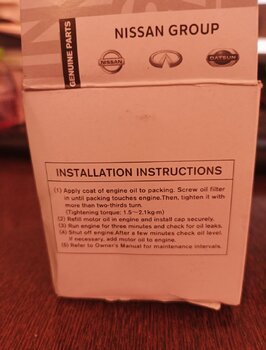 GENUINE PARTS
NISSAN GROUP
NISSAN
DATSUN
INSTALLATION INSTRUCTIONS
(1) Apply coat of engine oil to packing. Screw oil filter
in until packing touches engine.Then, tighten it with
more than two-thirds turn.
(Tightening torque: 1.5~2.1kg-m)
(2) Refill motor oil in engine and install cap securely.
(3) Run engine for three minutes and check for oil leaks.
(4) Shut off engine.After a few minutes check oil level.
if necessary, add motor oil to engine.
(5) Refer to Owner's Manual for maintenance intervals.